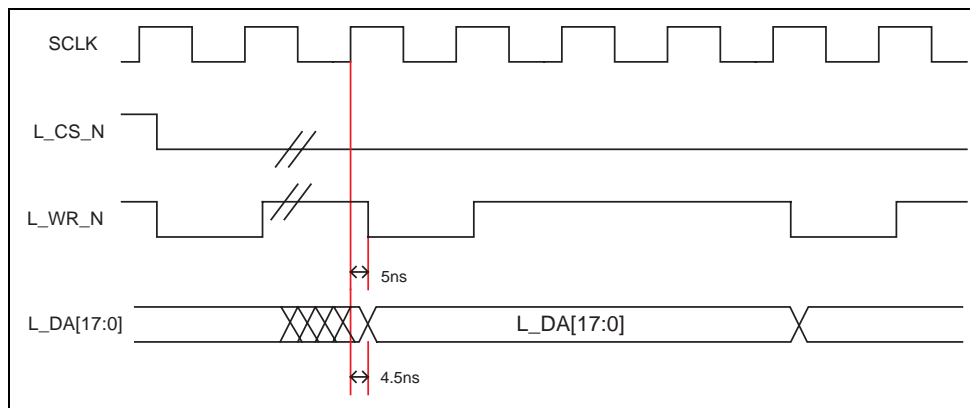 SCLK
L_CS_N
L_WR_N
5ns
L_DA[17:0]
L_DA[17:0]
4.5ns